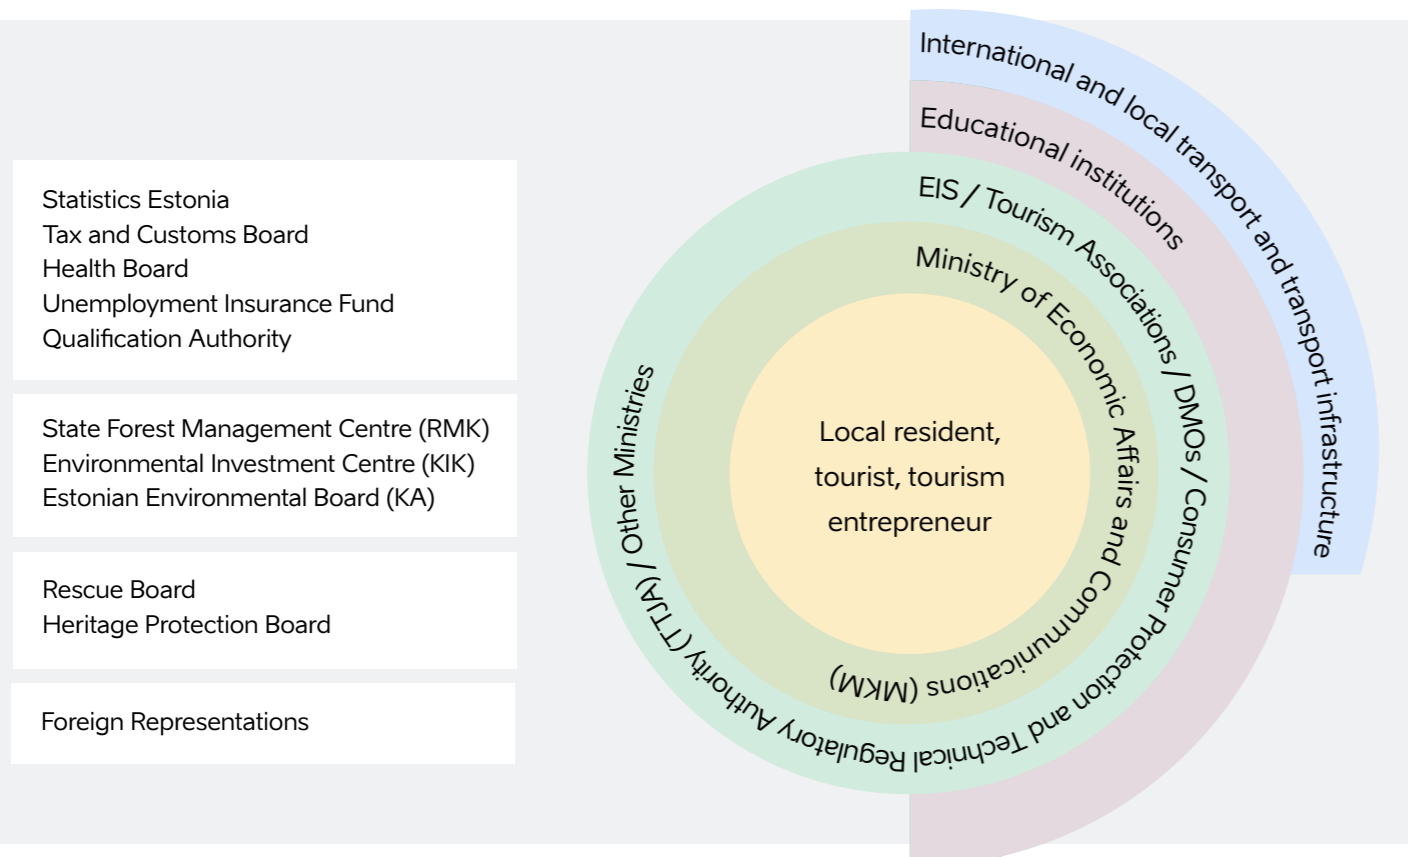 Statistics Estonia
Tax and Customs Board
Health Board
Unemployment Insurance Fund
Qualification Authority
State Forest Management Centre (RMK)
Environmental Investment Centre (KIK)
Estonian Environmental Board (KA)
Rescue Board
Heritage Protection Board
Foreign Representations
International and local transport and transport infrastructure
Educational institutions
EIS / Tourism Associations / DMOs / Consumer Protection and Technical Regulatory Authority (TTJA) / Other Ministries
Ministry of Economic Affairs and Communications (MKM)
Local resident,
tourist, tourism
entrepreneur